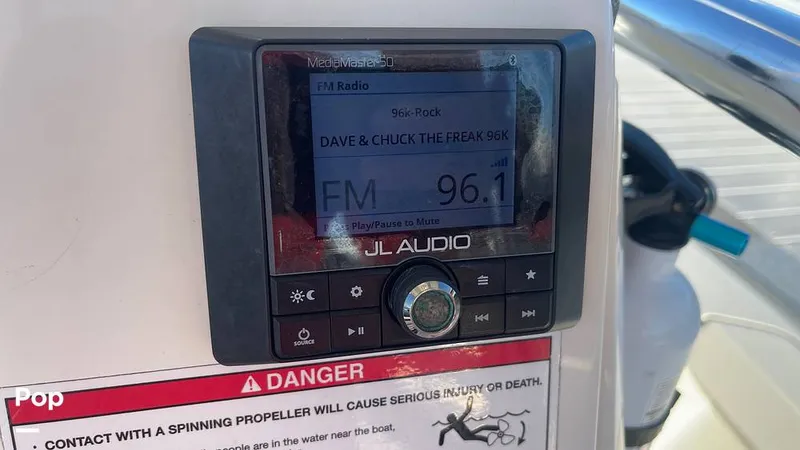 MediaMaster 50
FM Radio
96k-Rock
DAVE & CHUCK THE FREAK 96K
FM 96.1
Press Play/Pause to Mute
JL AUDIO
SOURCE
DANGER
Pop
· CONTACT WITH A SPINNING PROPELLER WILL CAUSE SERIOUS INJURY OR DEATH.
people are in the water near the boat,